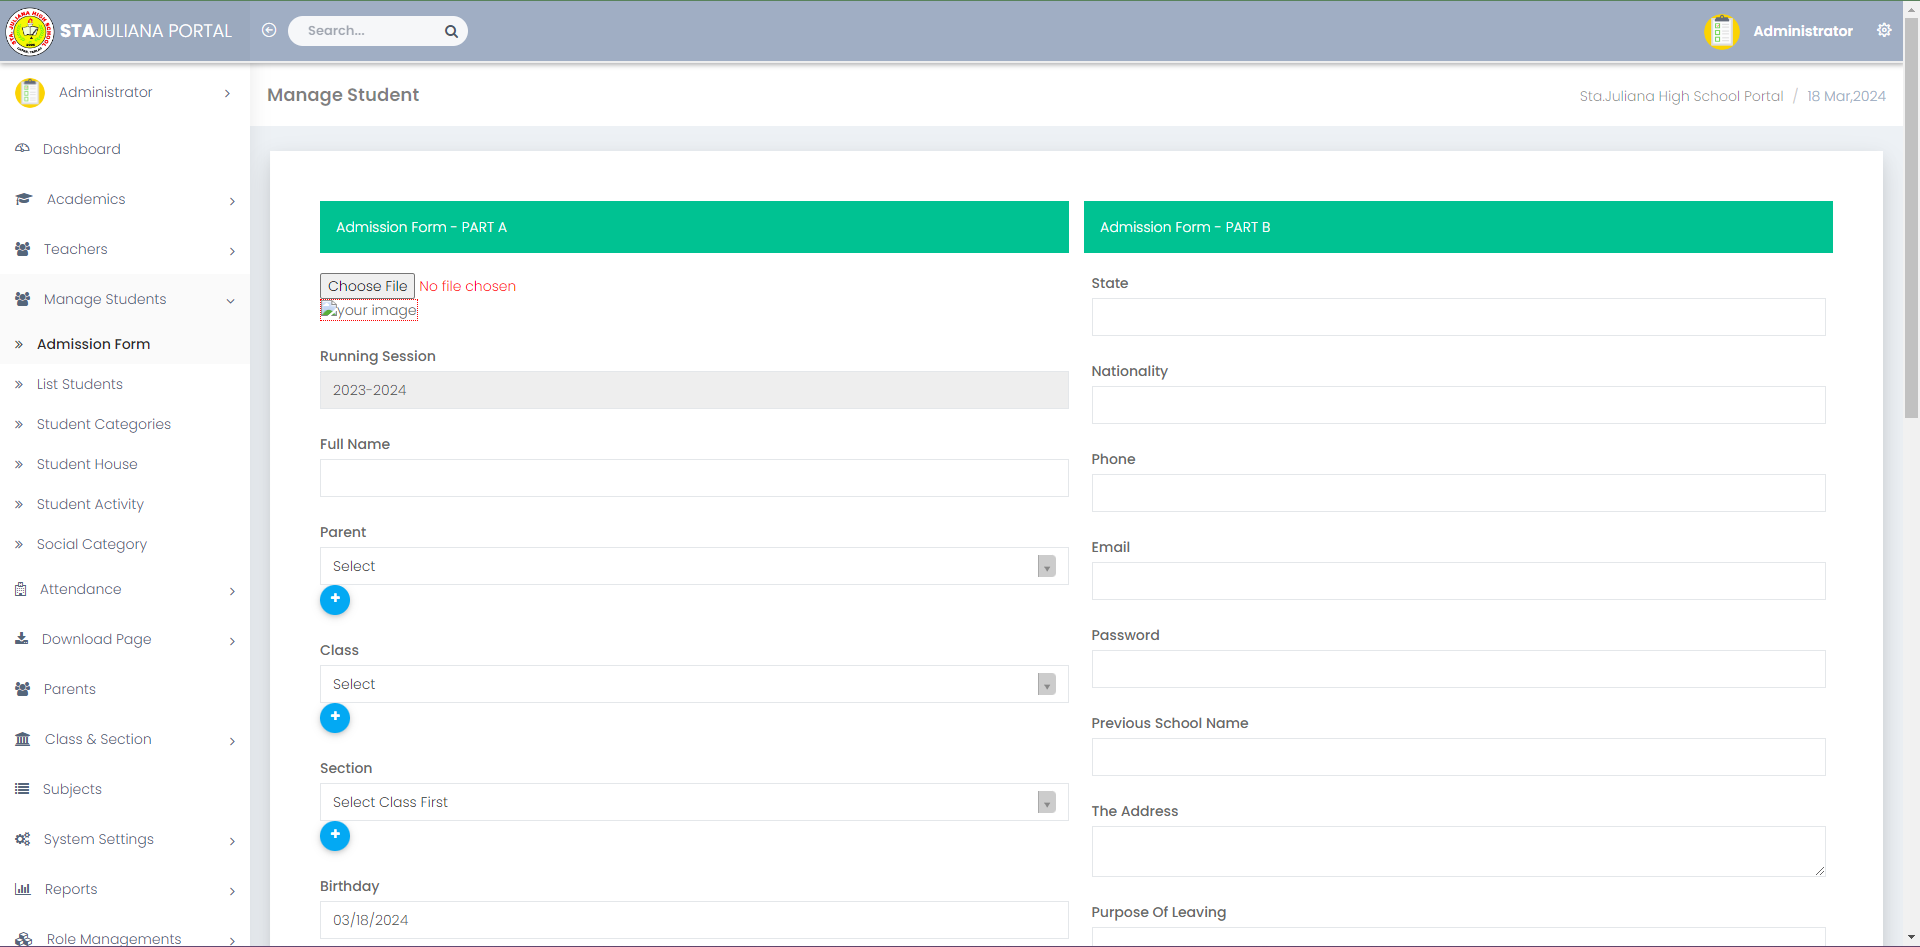 STAJULIANA PORTAL
Search...
Administrator
Administrator
Manage Student
Sta.Juliana High School Portal / 18 Mar,2024
Dashboard
Academics
Teachers
Manage Students
» Admission Form
» List Students
» Student Categories
» Student House
» Student Activity
» Social Category
Attendance
Download Page
Parents
Class & Section
Subjects
System Settings
Reports
Role Managements
Admission Form - PART A
Choose File No file chosen
your image
Running Session
2023-2024
Full Name
Parent
Select
+
Class
Select
+
Section
Select Class First
+
Birthday
03/18/2024
Admission Form - PART B
State
Nationality
Phone
Email
Password
Previous School Name
The Address
Purpose Of Leaving